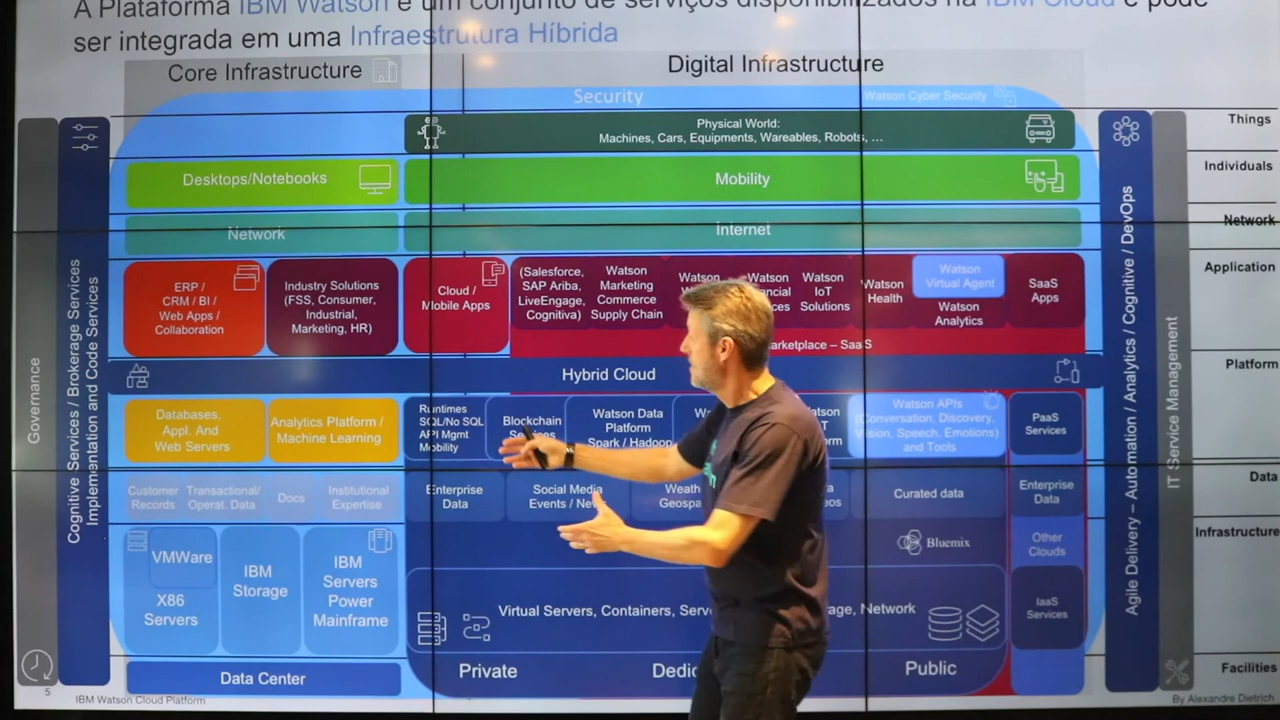 A Plataforma IBM Watson é um conjunto de serviços disponibilizados na IBM Cloud e pode
ser integrada em uma Infraestrutura Híbrida
Core Infrastructure
Digital Infrastructure
Security
Watson Cyber Security
Things
Physical World:
Machines, Cars, Equipments, Wareables, Robots, ...
Individuals
Desktops/Notebooks
Mobility
Network
Network
Internet
Application
ERP /
CRM / BI /
Web Apps /
Collaboration
Industry Solutions
(FSS, Consumer,
Industrial,
Marketing, HR)
Cloud /
Mobile Apps
(Salesforce,
SAP Ariba,
LiveEngage,
Cognitiva)
Watson
Marketing
Commerce
Supply Chain
Watson
Watson
Watson
IoT
Solutions
Watson
Health
Watson
Virtual Agent
Watson
Analytics
SaaS
Apps
– SaaS
Platform
Hybrid Cloud
Databases,
Appl. And
Web Servers
Analytics Platform /
Machine Learning
Runtimes
SQL/No SQL
API Mgmt
Mobility
Blockchain
Watson Data
Platform
Spark / Hadoop
Watson APIs
(Conversation, Discovery,
Vision, Speech, Emotions)
and Tools
PaaS
Services
Data
Customer
Records
Transactional/
Operat. Data
Docs
Institutional
Expertise
Enterprise
Data
Social Media
Events /
Curated data
Enterprise
Data
Infrastructure
VMWare
X86
Servers
IBM
Storage
IBM
Servers
Power
Mainframe
Bluemix
Other
Clouds
Virtual Servers, Containers,
Network
IaaS
Services
Facilities
Data Center
Private
Public
Governance
Cognitive Services / Brokerage Services
Implementation and Code Services
Agile Delivery – Automation / Analytics / Cognitive / DevOps
IT Service Management
5
IBM Watson Cloud Platform
By Alexandre Dietrich